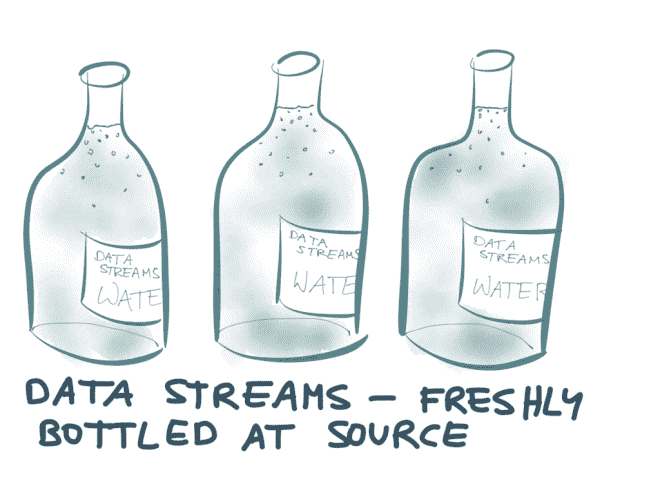 DATA
STREAMS
WATE
DATA
STREAMS
WATE
DATA
STREAMS
WATER
DATA STREAMS — FRESHLY
BOTTLED AT SOURCE